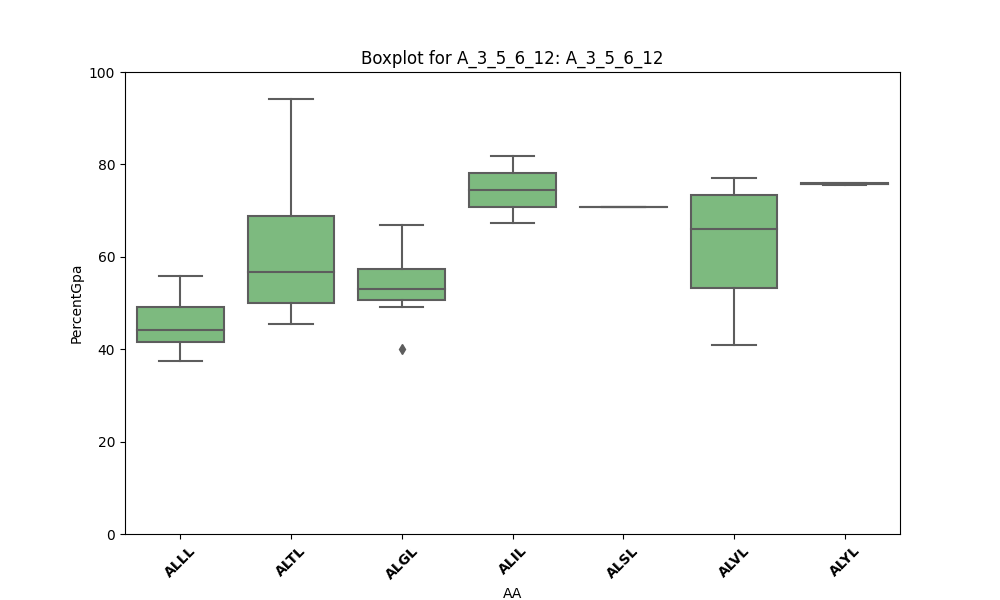 Boxplot for A_3_5_6_12: A_3_5_6_12
100
80
60
40
20
0
PercentGpa
ALLL
ALTL
ALGL
ALIL
ALSL
ALVL
ALYL
AA